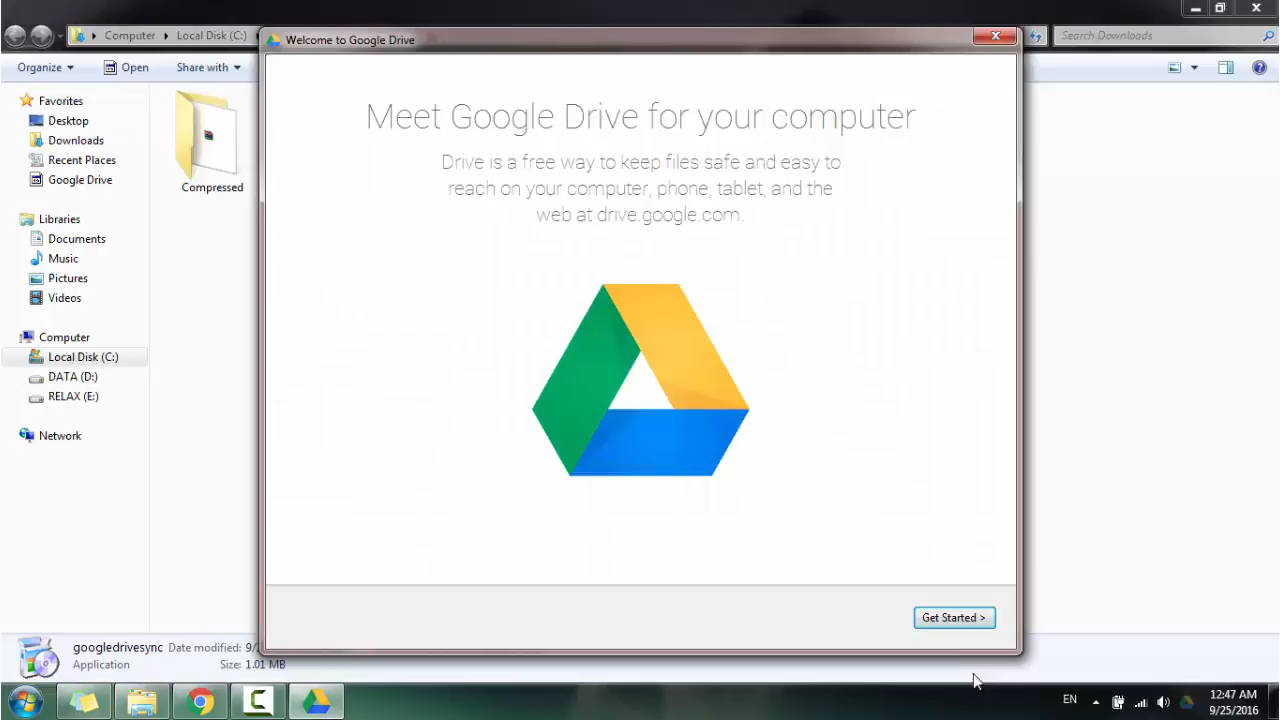 Computer
Local Disk (C:)
Welcome to Google Drive
Search Downloads
Organize
Open
Share with
Favorites
Desktop
Downloads
Recent Places
Google Drive
Libraries
Documents
Music
Pictures
Videos
Computer
Local Disk (C:)
DATA (D:)
RELAX (E:)
Network
Compressed
Meet Google Drive for your computer
Drive is a free way to keep files safe and easy to
reach on your computer, phone, tablet, and the
web at drive.google.com.
Get Started >
googledrivesync Date modified: 9/2
Application Size: 1.01 MB
EN
12:47 AM
9/25/2016